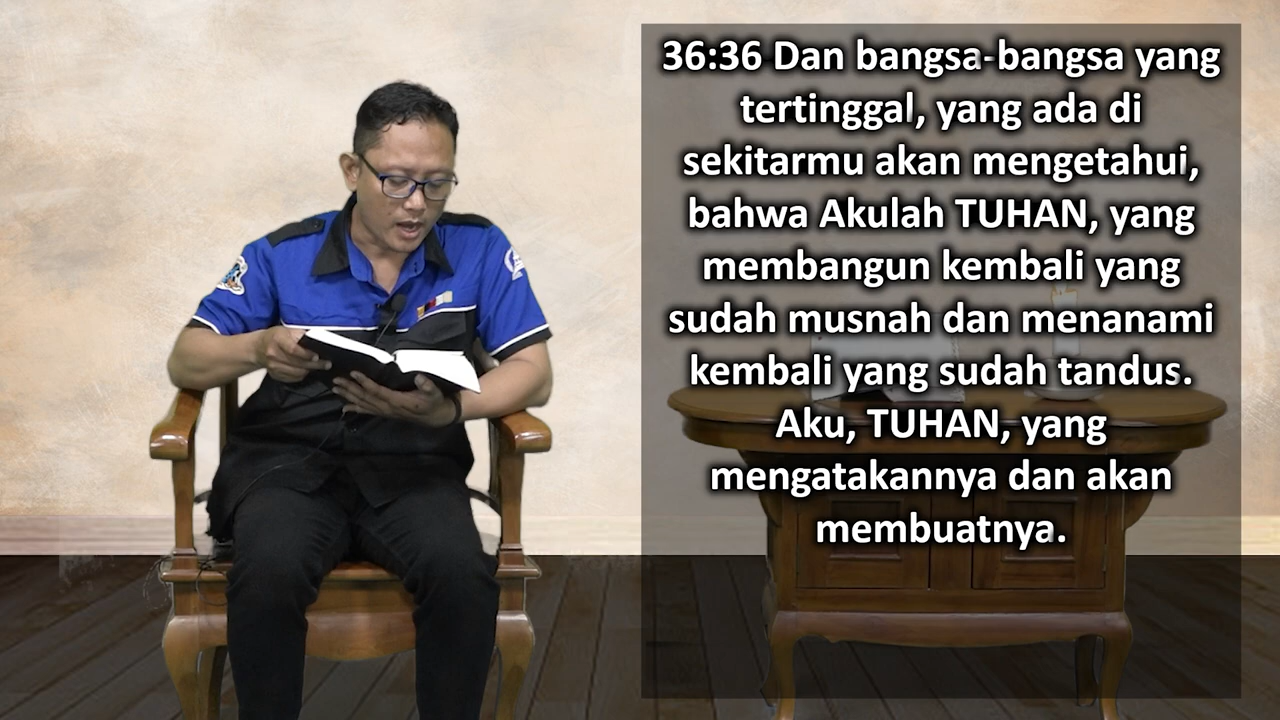 36:36 Dan bangsa-bangsa yang
tertinggal, yang ada di
sekitarmu akan mengetahui,
bahwa Akulah TUHAN, yang
membangun kembali yang
sudah musnah dan menanami
kembali yang sudah tandus.
Aku, TUHAN, yang
mengatakannya dan akan
membuatnya.